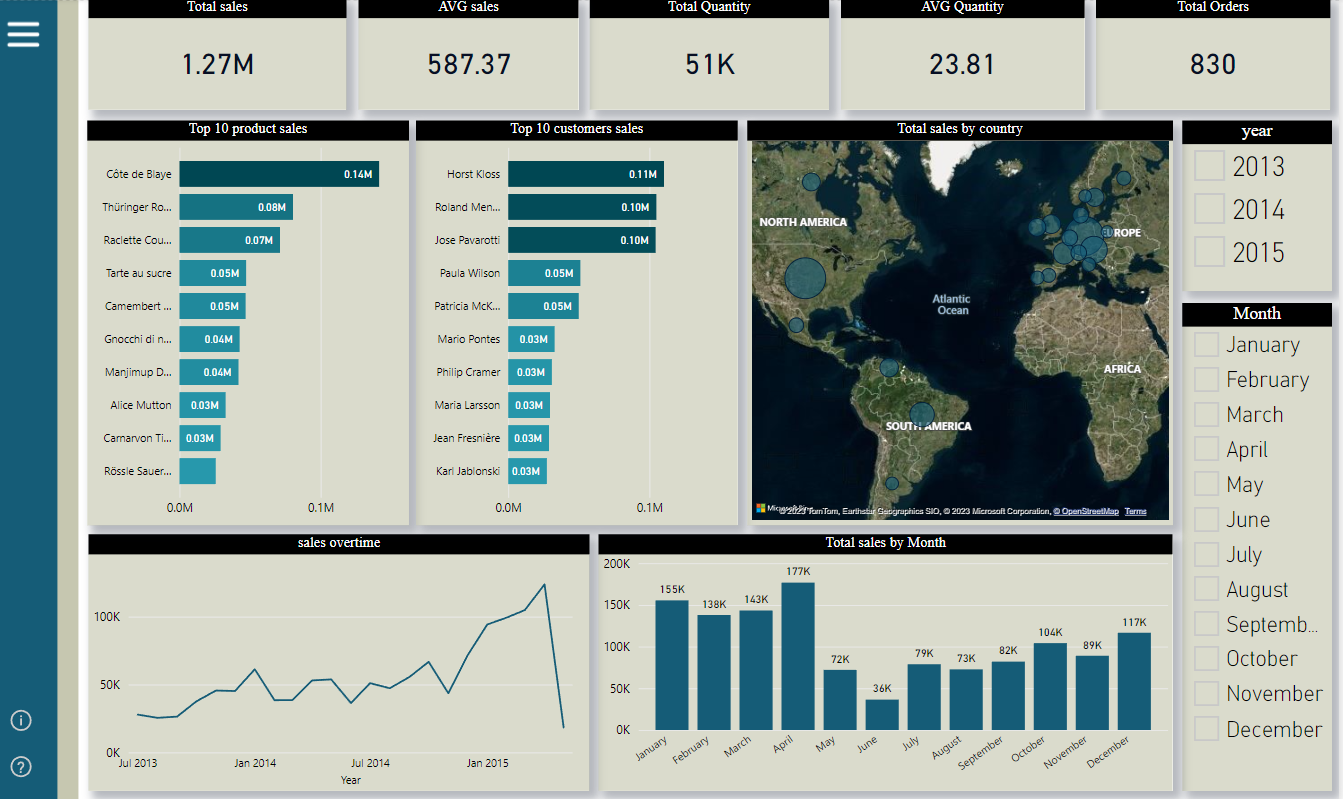 Total sales
1.27M
AVG sales
587.37
Total Quantity
51K
AVG Quantity
23.81
Total Orders
830
Top 10 product sales
Côte de Blaye 0.14M
Thüringer Ro... 0.08M
Raclette Cou... 0.07M
Tarte au sucre 0.05M
Camembert ... 0.05M
Gnocchi di n... 0.04M
Manjimup D... 0.04M
Alice Mutton 0.03M
Carnarvon Ti... 0.03M
Rössle Sauer...
0.0M 0.1M
Top 10 customers sales
Horst Kloss 0.11M
Roland Men... 0.10M
Jose Pavarotti 0.10M
Paula Wilson 0.05M
Patricia McK... 0.05M
Mario Pontes 0.03M
Philip Cramer 0.03M
Maria Larsson 0.03M
Jean Fresnière 0.03M
Karl Jablonski 0.03M
0.0M 0.1M
Total sales by country
NORTH AMERICA
EUROPE
Atlantic
Ocean
AFRICA
SOUTH AMERICA
© 2023 TomTom, Earthstar Geographics SIO, © 2023 Microsoft Corporation, © OpenStreetMap Terms
year
2013
2014
2015
Month
January
February
March
April
May
June
July
August
Septemb...
October
November
December
sales overtime
100K
50K
0K
Jul 2013 Jan 2014 Jul 2014 Jan 2015
Year
Total sales by Month
200K
150K
100K
50K
0K
155K 138K 143K 177K 72K 36K 79K 73K 82K 104K 89K 117K
January February March April May June July August September October November December